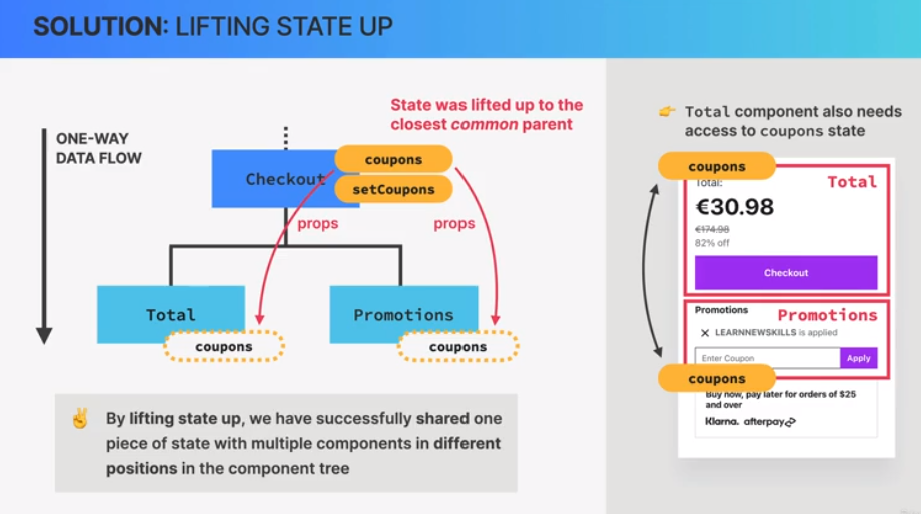 SOLUTION: LIFTING STATE UP
ONE-WAY
DATA FLOW
State was lifted up to the
closest common parent
Checkout
coupons
setCoupons
props
props
Total
coupons
Promotions
coupons
✌️ By lifting state up, we have successfully shared one
piece of state with multiple components in different
positions in the component tree
👉 Total component also needs
access to coupons state
coupons
Total:
Total
€30.98
€174.98
82% off
Checkout
Promotions
Promotions
LEARNNEWSKILLS is applied
Enter Coupon
Apply
coupons
Buy now, pay later for orders of $25
and over
Klarna. afterpay